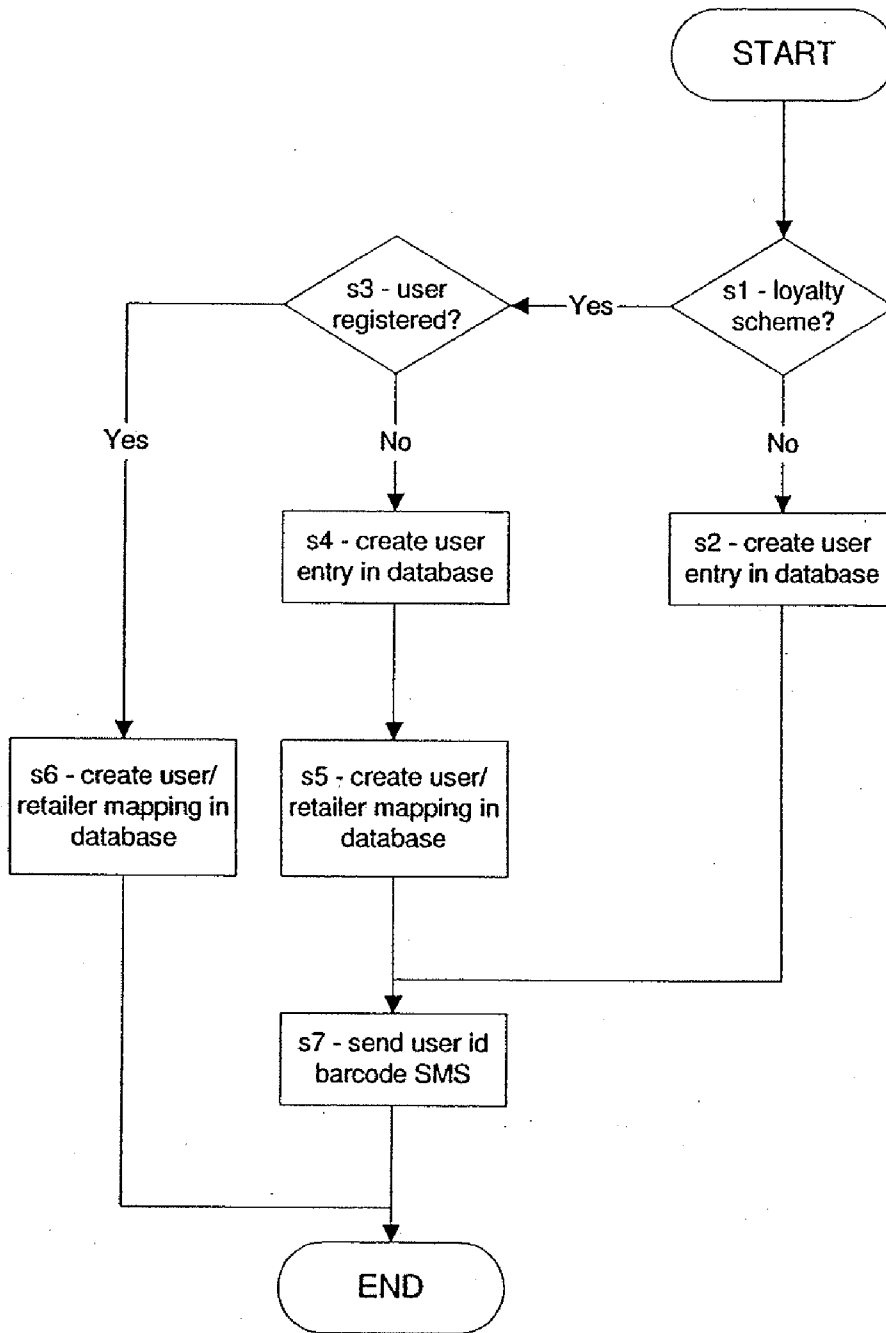 START
s3 - user
registered?
Yes
s1 - loyalty
scheme?
Yes
No
No
s4 - create user
entry in database
s2 - create user
entry in database
s6 - create user/
retailer mapping in
database
s5 - create user/
retailer mapping in
database
s7 - send user id
barcode SMS
END